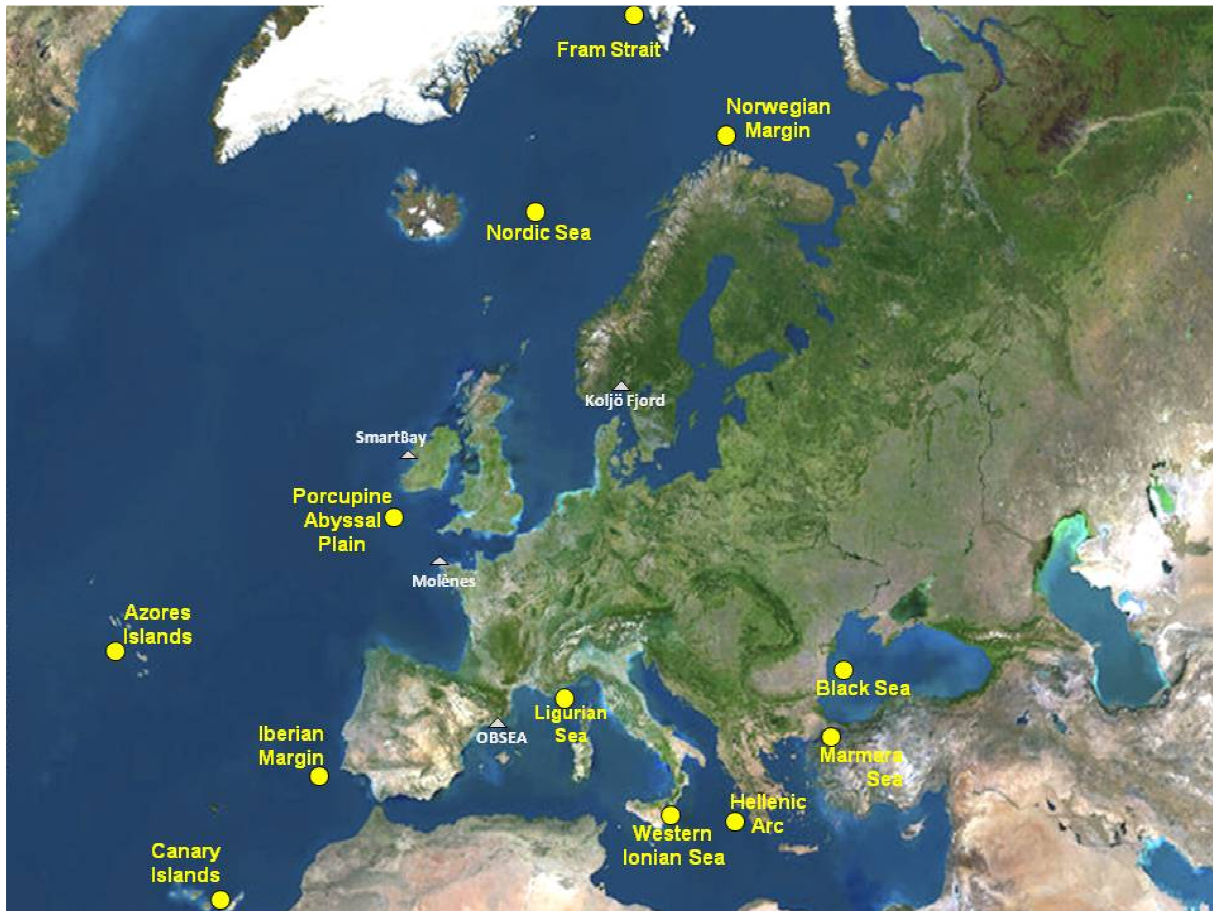 Fram Strait
Norwegian
Margin
Nordic Sea
Koljö Fjord
SmartBay
Porcupine
Abyssal
Plain
Molènes
Azores
Islands
Black Sea
Ligurian
Sea
OBSEA
Iberian
Margin
Marmara
Sea
Hellenic
Arc
Western
Ionian Sea
Canary
Islands